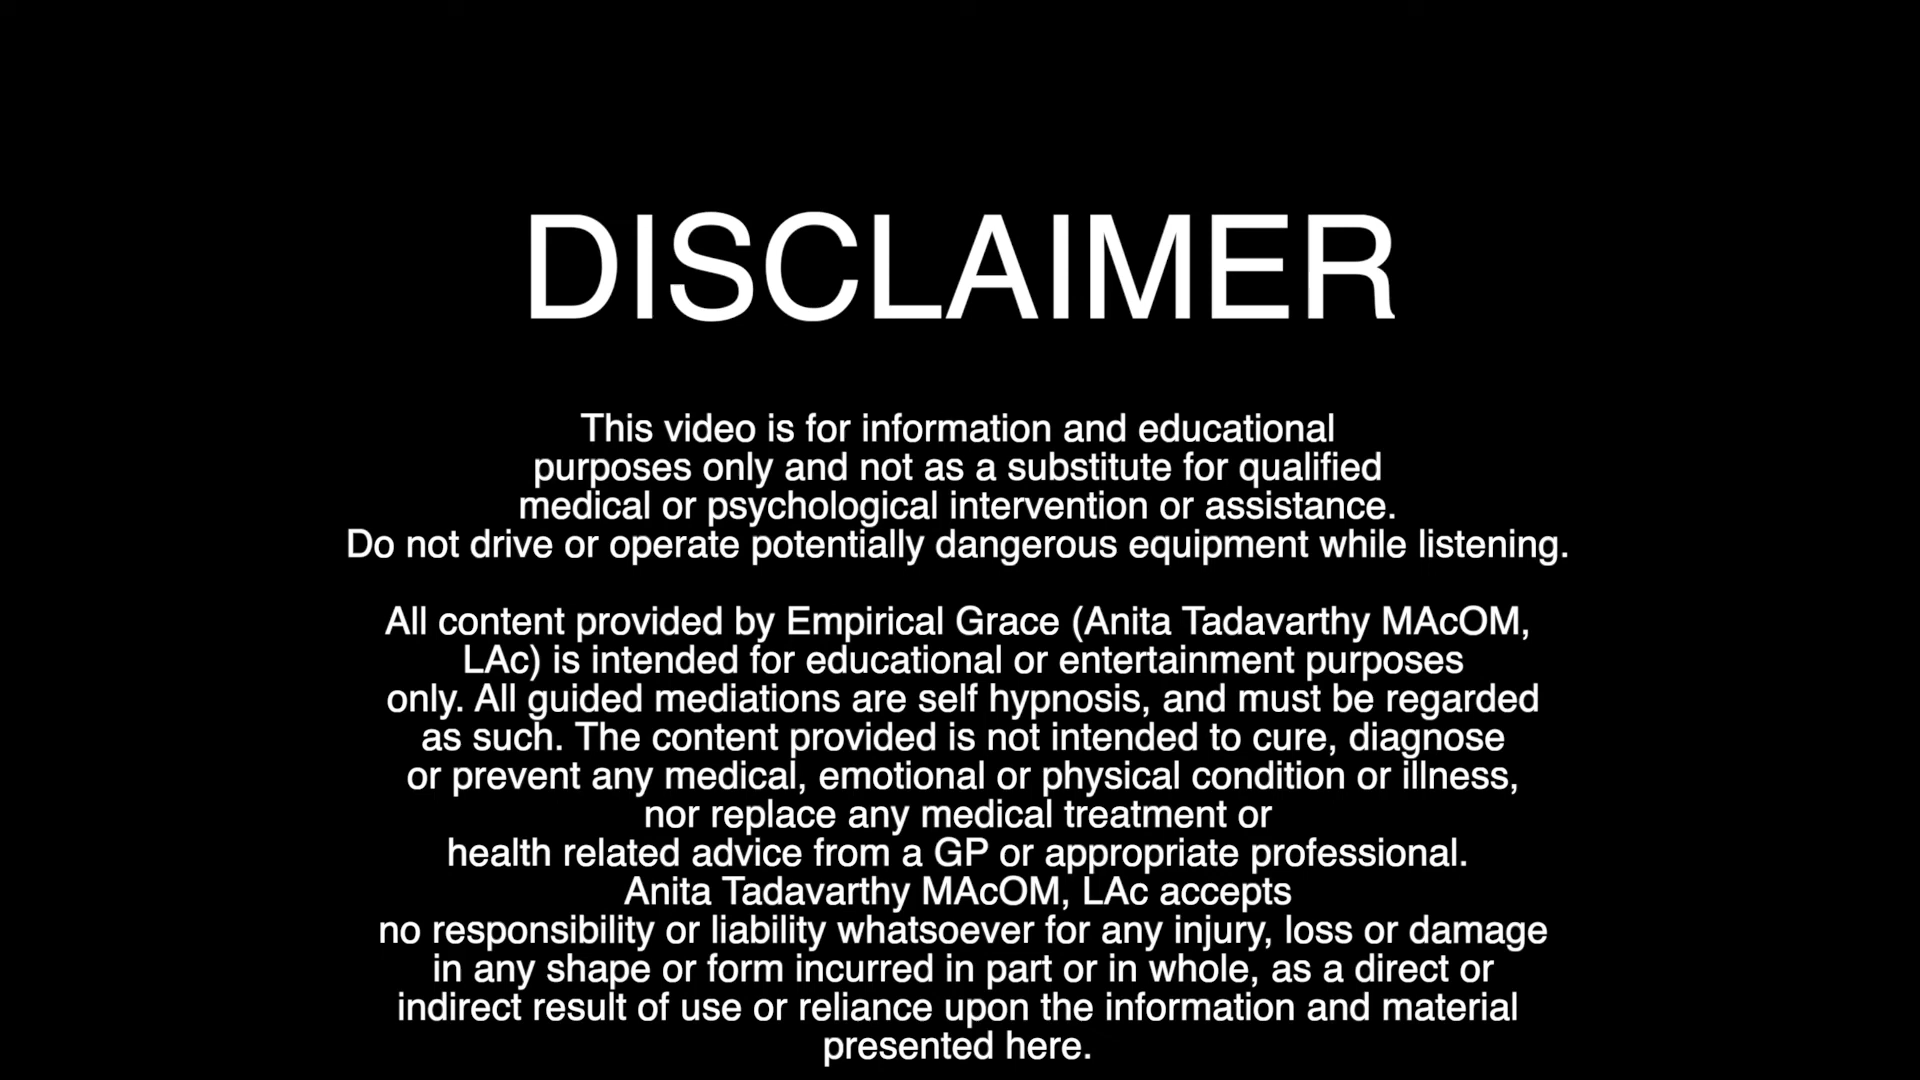 DISCLAIMER
This video is for information and educational
purposes only and not as a substitute for qualified
medical or psychological intervention or assistance.
Do not drive or operate potentially dangerous equipment while listening.
All content provided by Empirical Grace (Anita Tadavarthy MAcOM,
LAc) is intended for educational or entertainment purposes
only. All guided mediations are self hypnosis, and must be regarded
as such. The content provided is not intended to cure, diagnose
or prevent any medical, emotional or physical condition or illness,
nor replace any medical treatment or
health related advice from a GP or appropriate professional.
Anita Tadavarthy MAcOM, LAc accepts
no responsibility or liability whatsoever for any injury, loss or damage
in any shape or form incurred in part or in whole, as a direct or
indirect result of use or reliance upon the information and material
presented here.